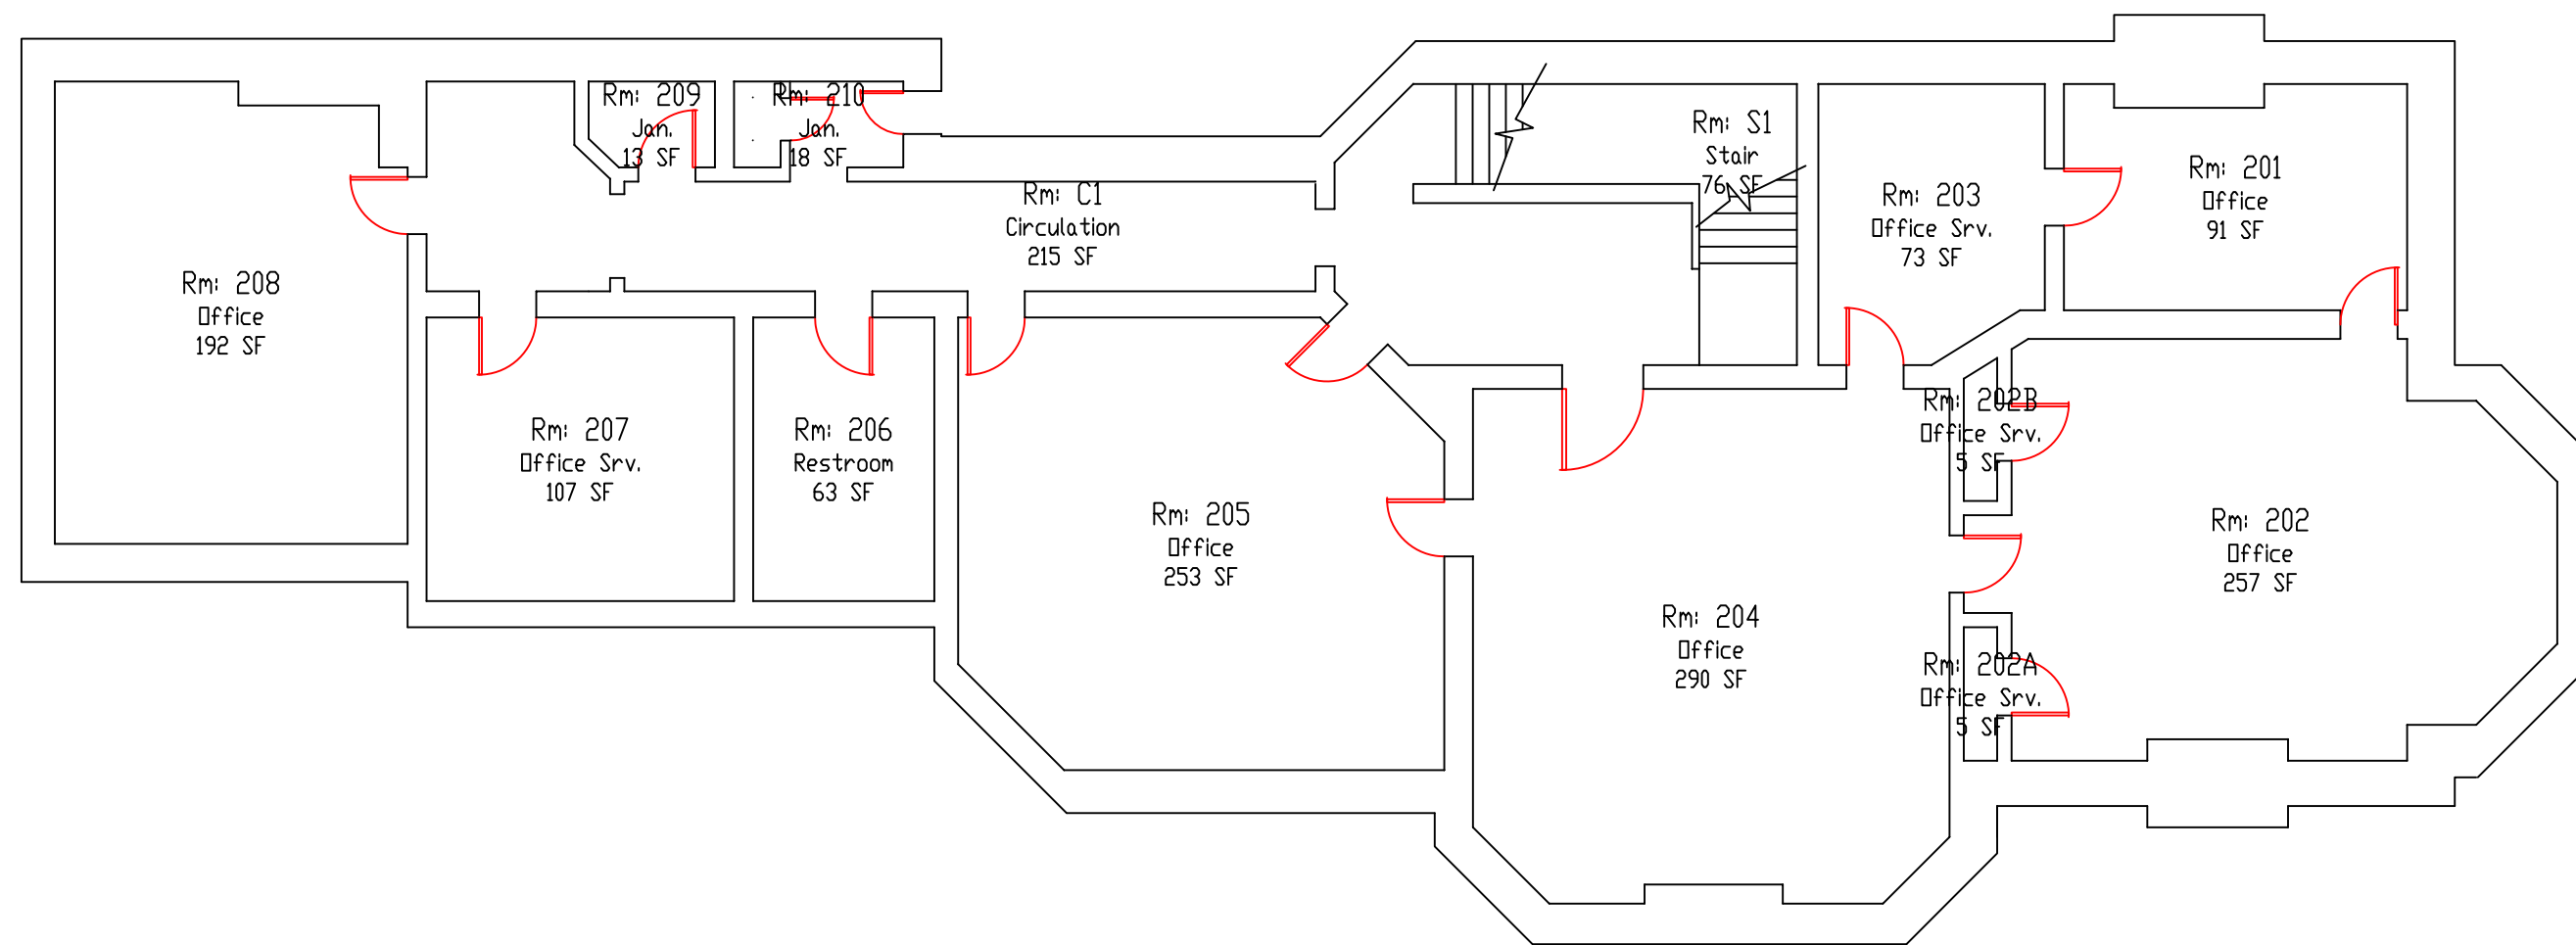 Rm: 209
Jan.
13 SF
Rm: 210
Jan.
18 SF
Rm: S1
Stair
76 SF
Rm: 201
Office
91 SF
Rm: C1
Circulation
215 SF
Rm: 203
Office Srv.
73 SF
Rm: 208
Office
192 SF
Rm: 207
Office Srv.
107 SF
Rm: 206
Restroom
63 SF
Rm: 202B
Office Srv.
5 SF
Rm: 205
Office
253 SF
Rm: 202
Office
257 SF
Rm: 204
Office
290 SF
Rm: 202A
Office Srv.
5 SF